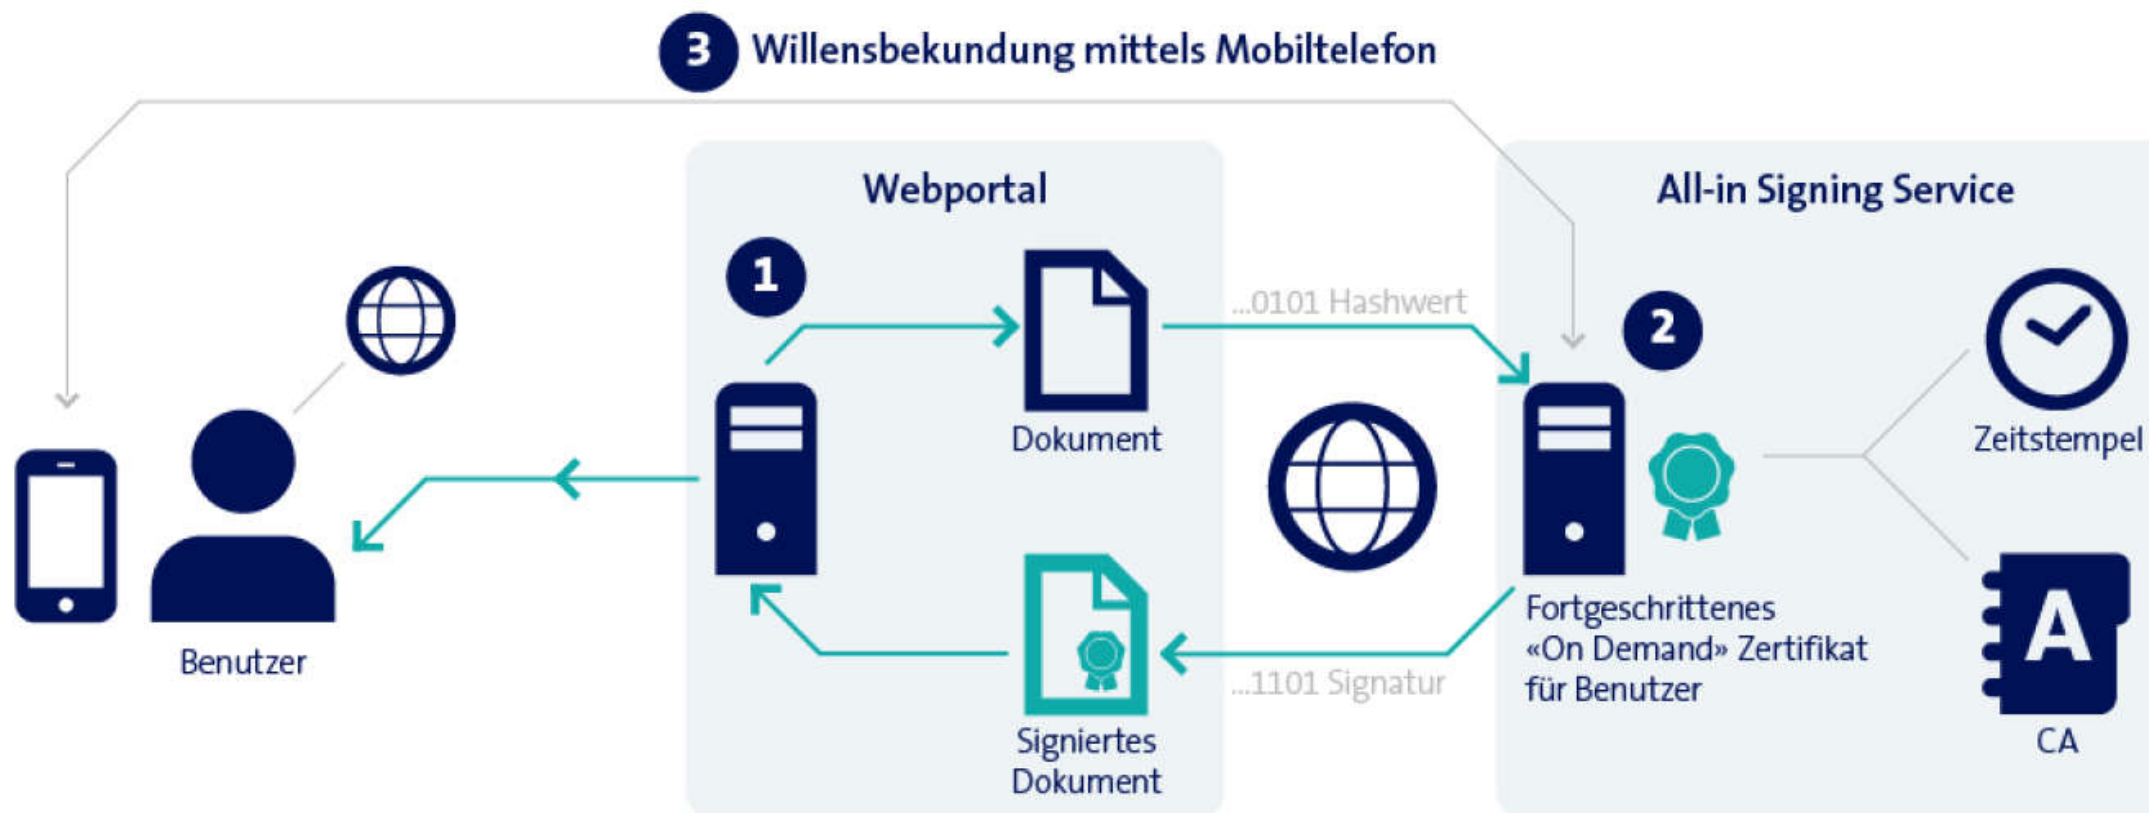 3 Willensbekundung mittels Mobiltelefon
Webportal
All-in Signing Service
1
...0101 Hashwert
2
Dokument
Zeitstempel
Benutzer
...1101 Signatur
Signiertes
Dokument
Fortgeschrittenes
«On Demand» Zertifikat
für Benutzer
A
CA